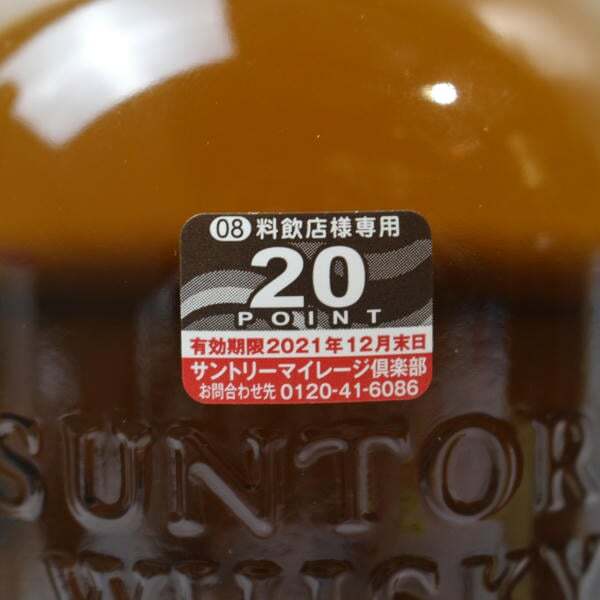 08 料飲店様専用
20
POINT
有効期限2021年12月末日
サントリーマイレージ倶楽部
お問合わせ先 0120-41-6086
SUNTOR
WHISKY